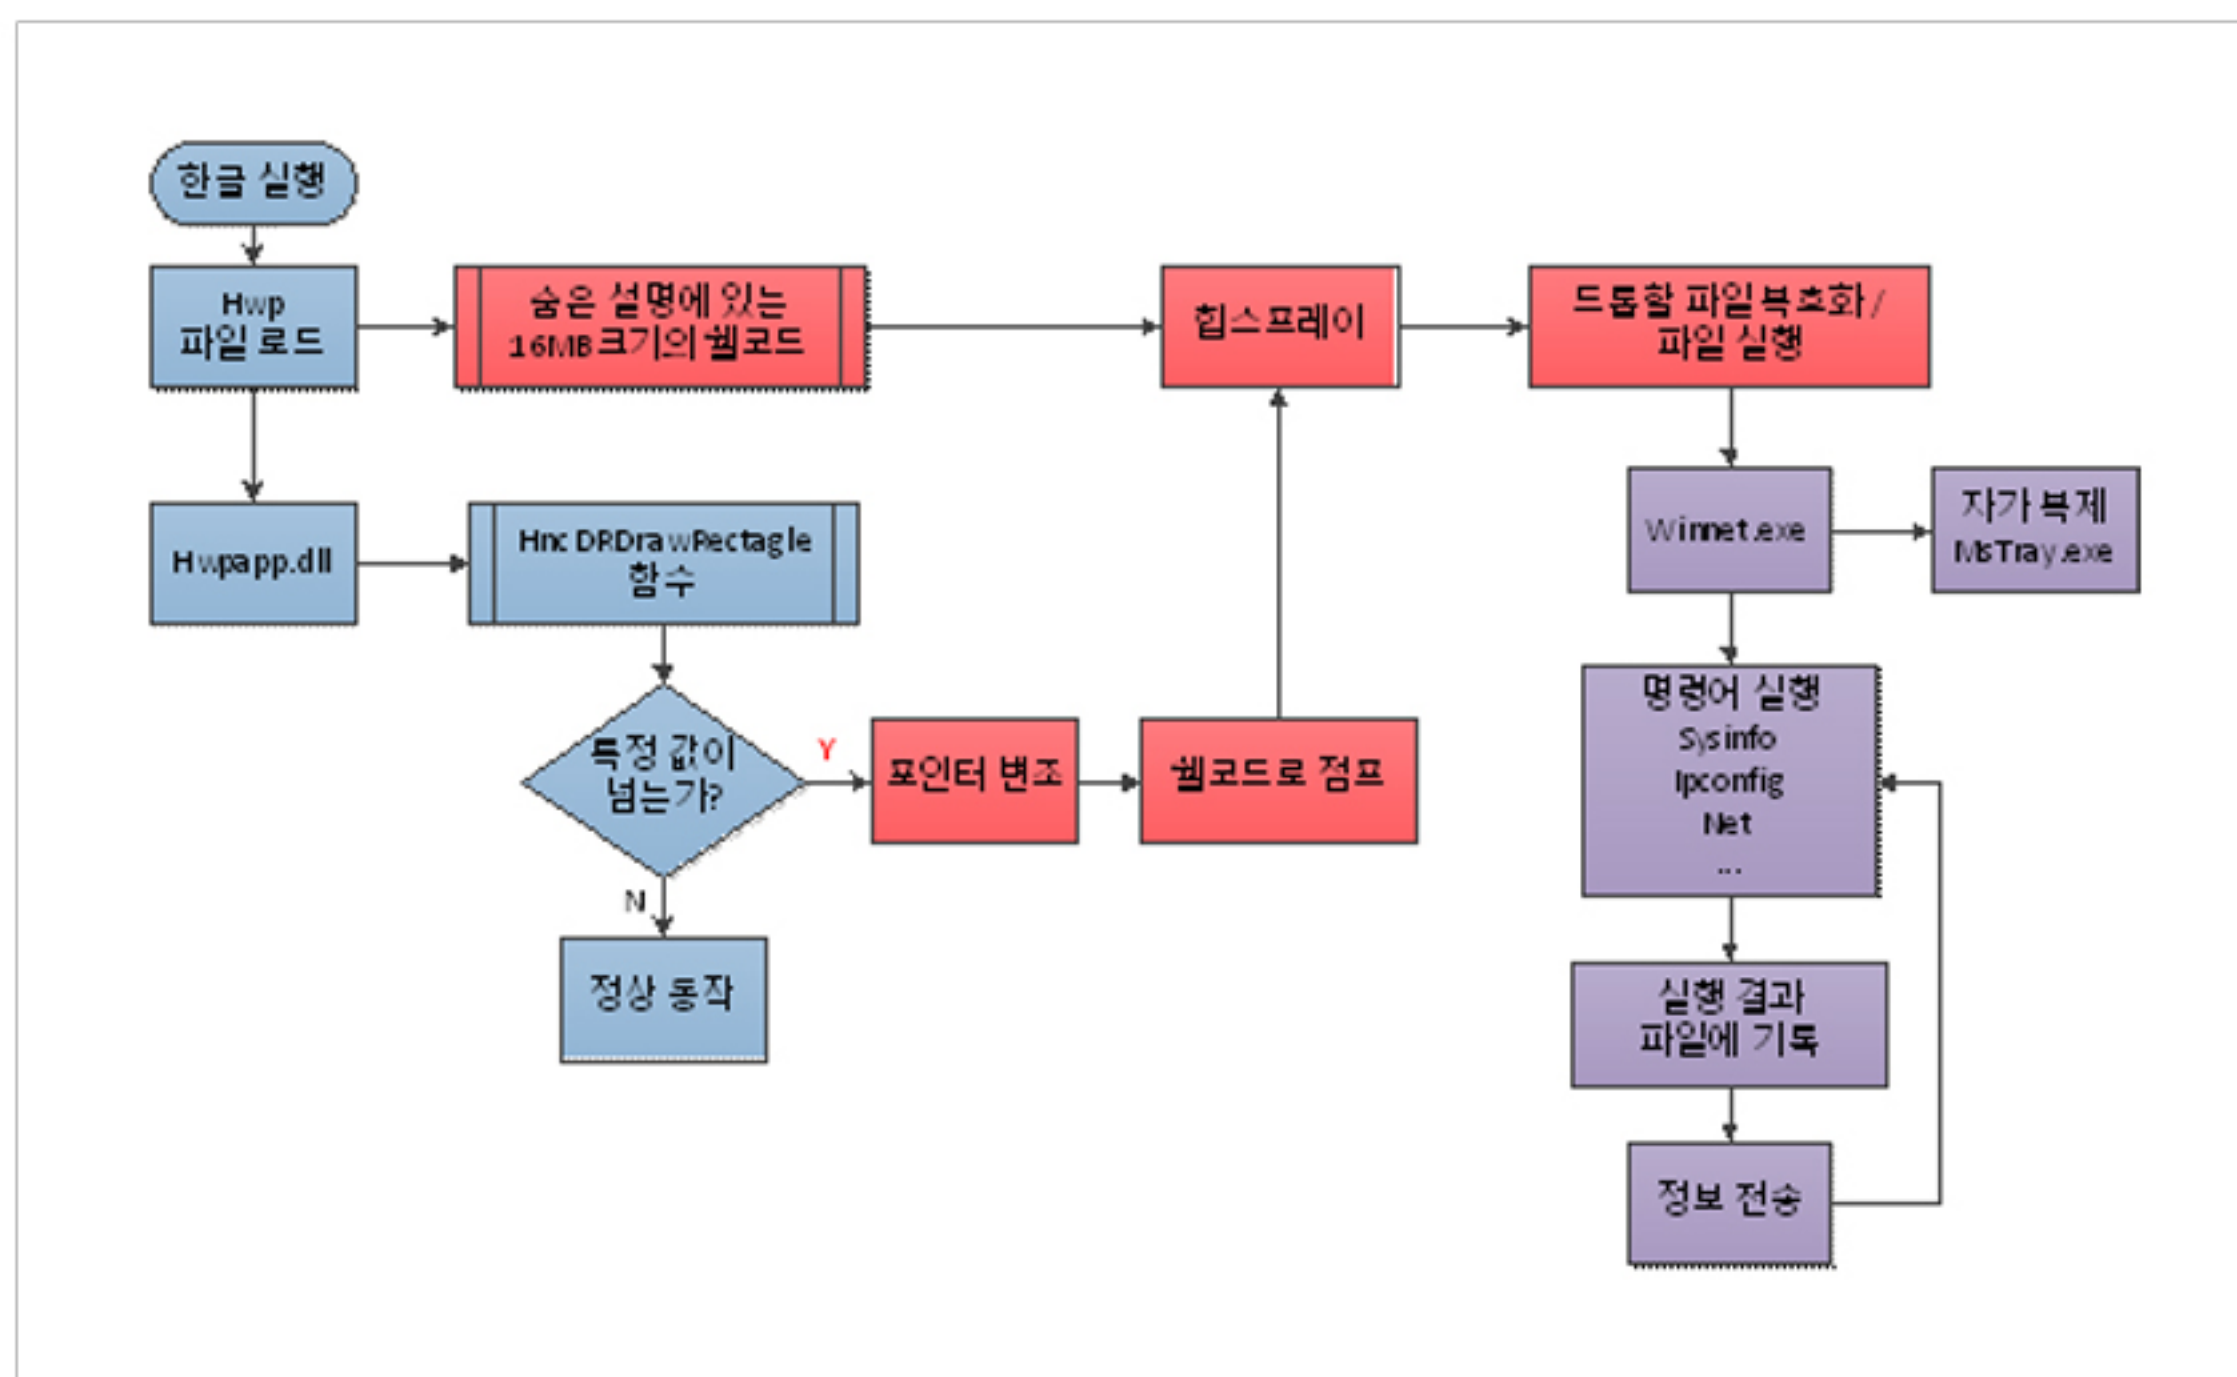 한글 실행
Hwp
파일 로드
숨은 설명에 있는
16MB크기의 쉘코드
힙스프레이
드롭할 파일복호화 /
파일 실행
Hwpapp.dll
HncDRDrawRectagle
함수
Winnet.exe
자가 복제
MsTray.exe
특정 값이
넘는가?
Y
포인터 변조
쉘코드로 점프
명령어 실행
Sysinfo
Ipconfig
Net
...
N
정상 동작
실행 결과
파일에 기록
정보 전송